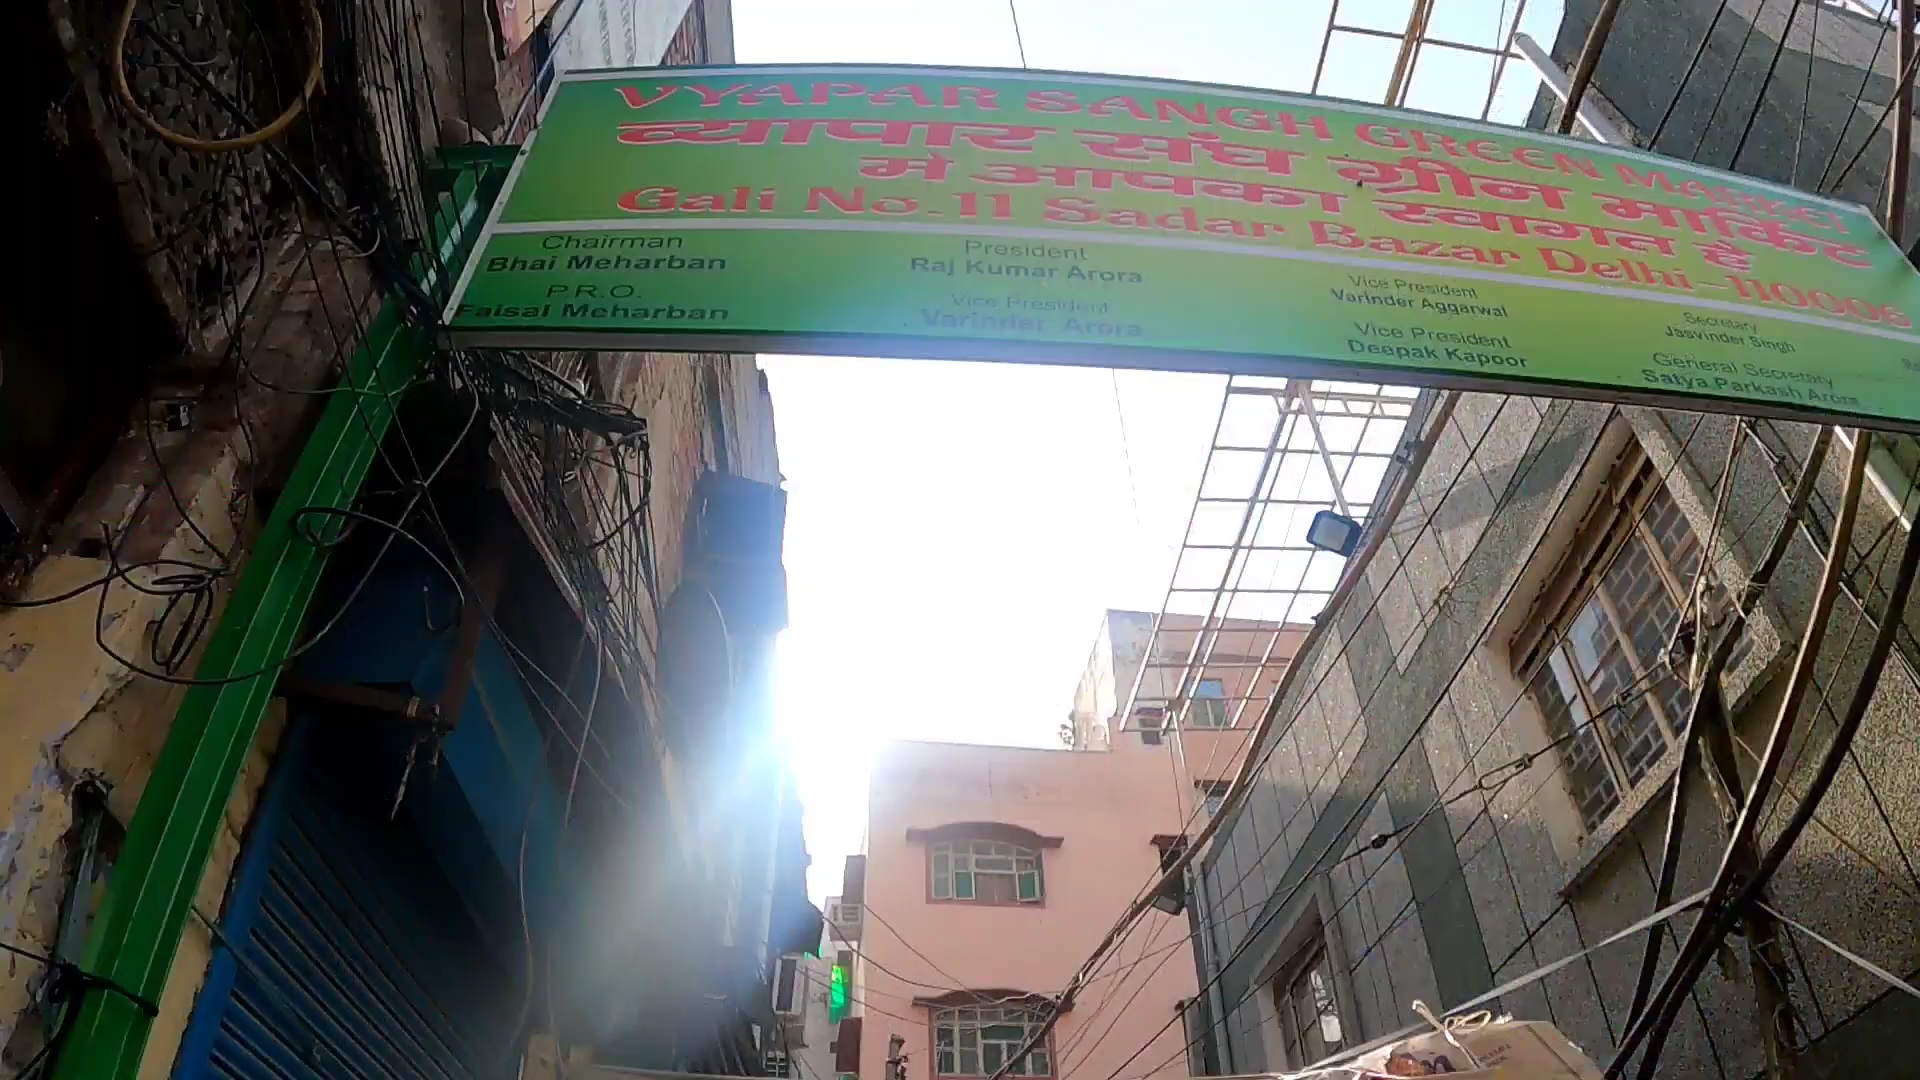 VYAPAR SANGH GREEN MARKET
व्यापार संघ ग्रीन मार्किट
मे आपका स्वागत है
Gali No.11 Sadar Bazar Delhi-110006
Chairman
Bhai Meharban
P.R.O.
Faisal Meharban
President
Raj Kumar Arora
Vice President
Varinder Arora
Vice President
Varinder Aggarwal
Vice President
Deepak Kapoor
Secretary
Jasvinder Singh
General Secretary
Satya Parkash Arora